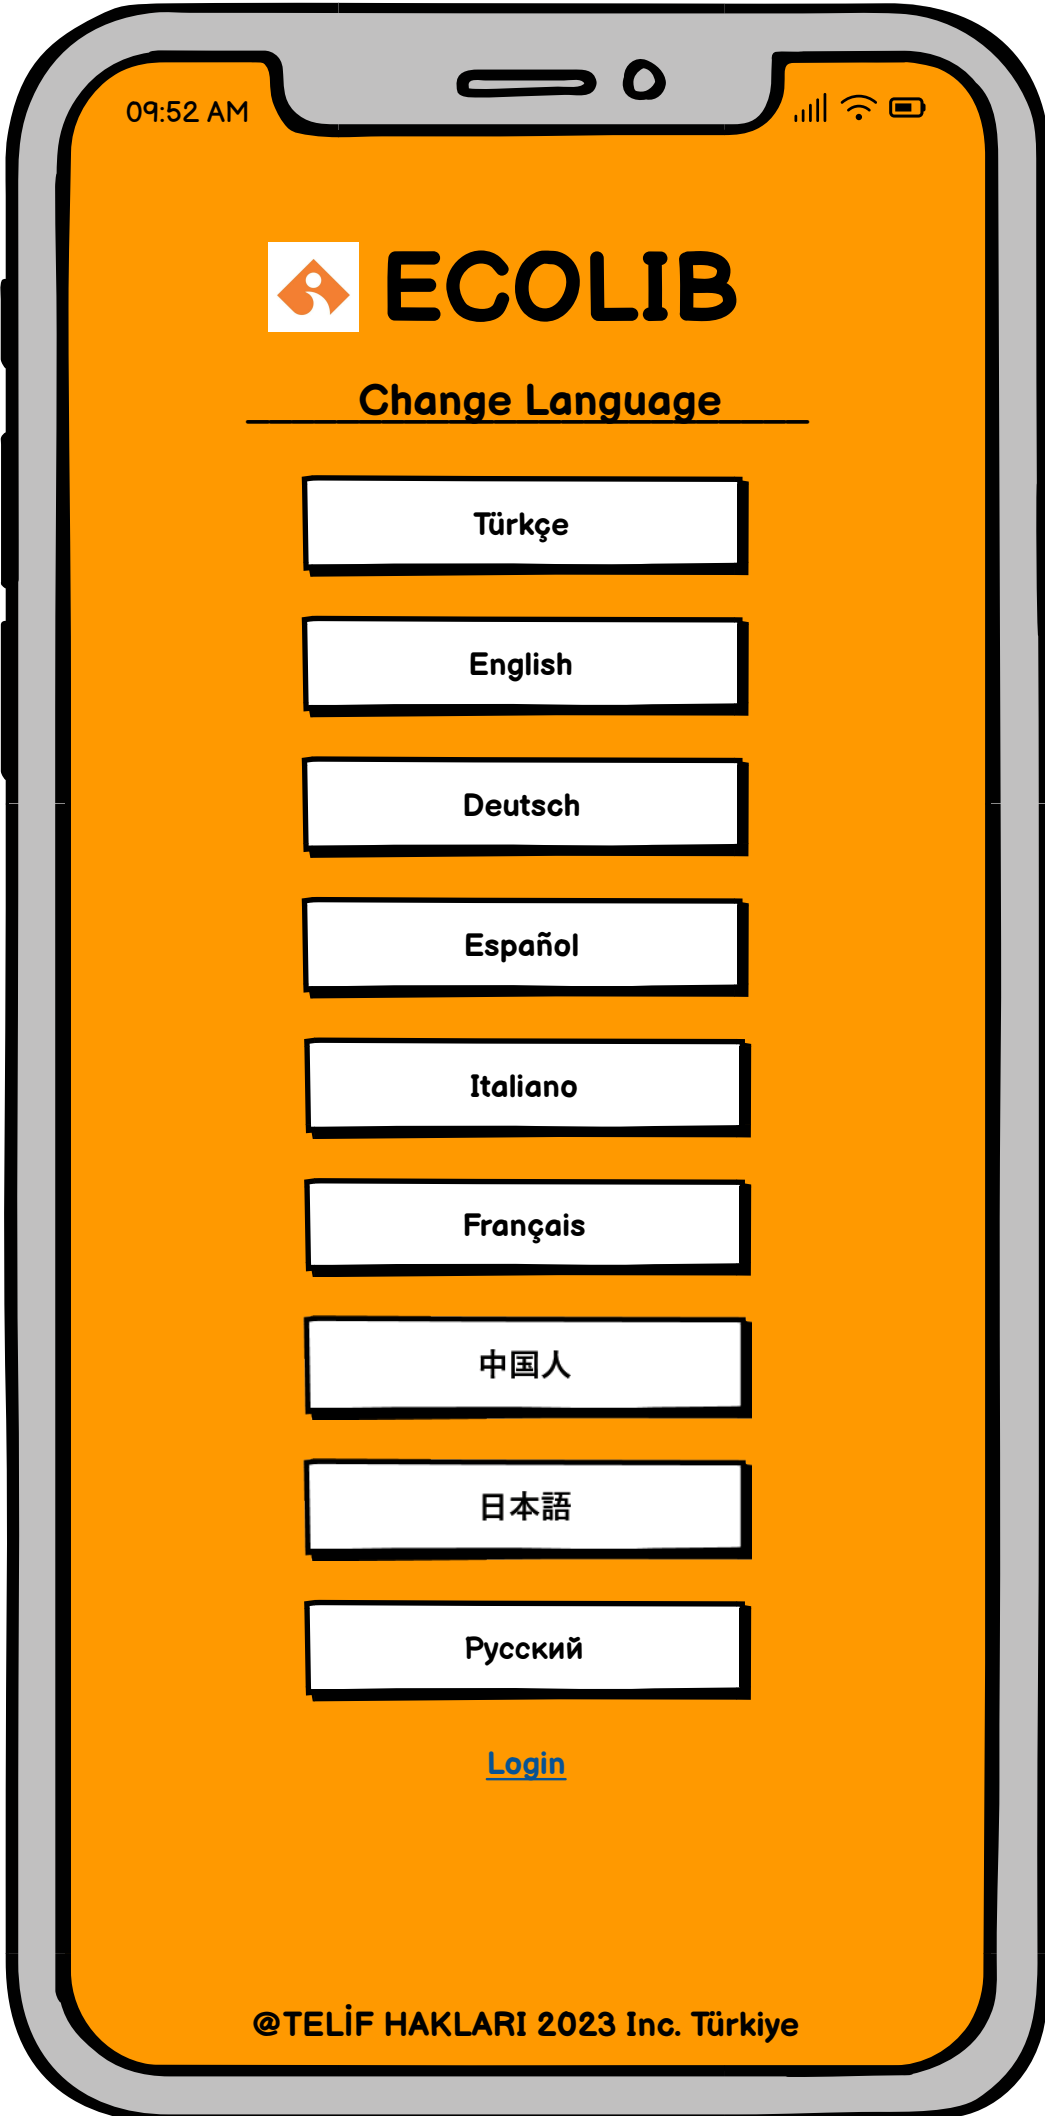 09:52 AM
ECOLIB
Change Language
Türkçe
English
Deutsch
Español
Italiano
Français
中国人
日本語
Русский
Login
@TELİF HAKLARI 2023 Inc. Türkiye